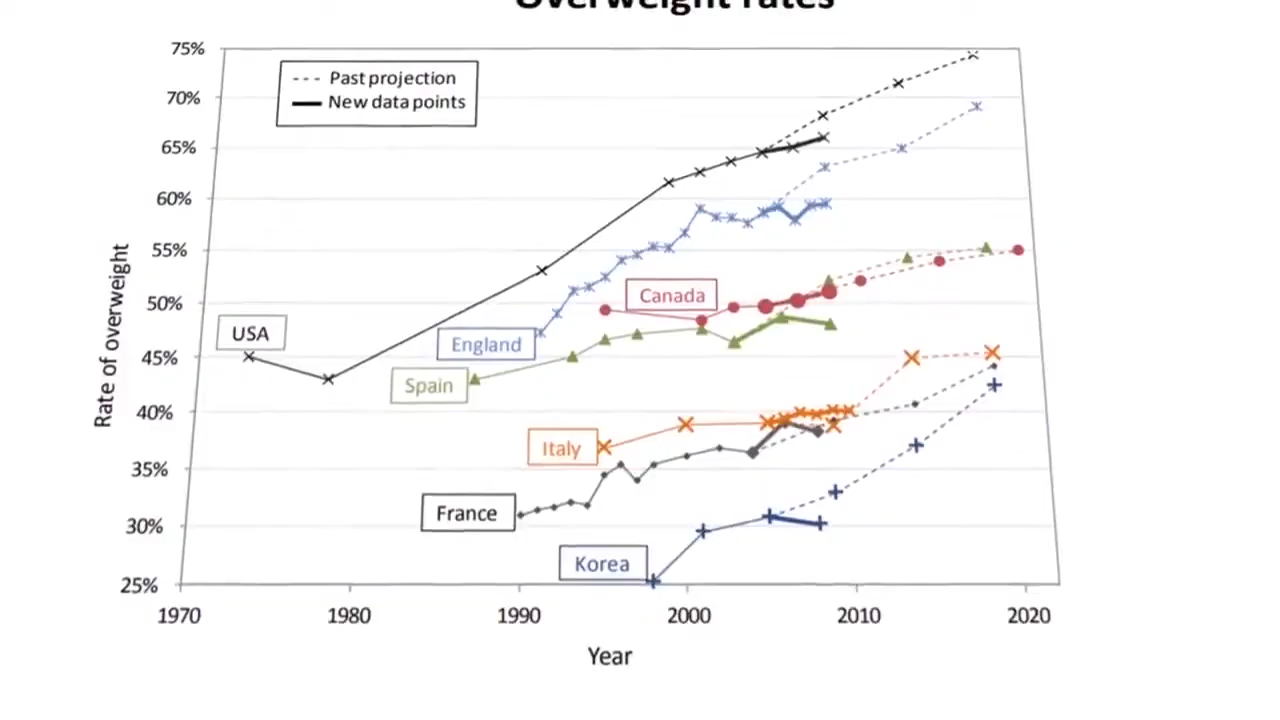 Overweight rates
75%
Past projection
New data points
70%
65%
60%
55%
50%
45%
40%
35%
30%
25%
Rate of overweight
USA
England
Canada
Spain
Italy
France
Korea
1970 1980 1990 2000 2010 2020
Year